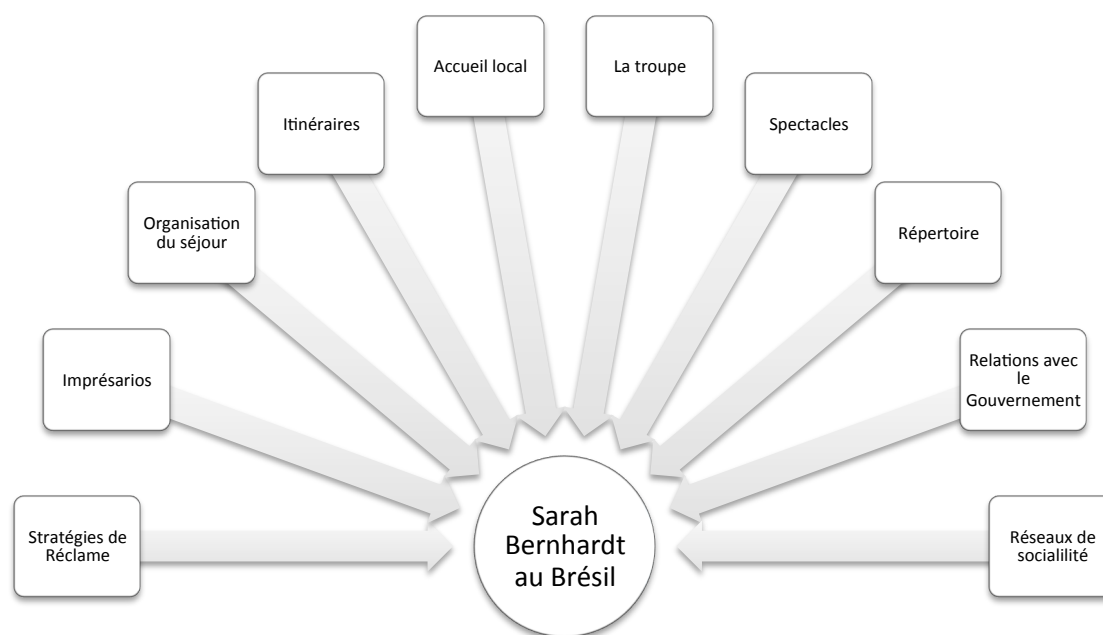 Accueil local
La troupe
Itinéraires
Spectacles
Organisation
du séjour
Répertoire
Imprésarios
Relations avec
le
Gouvernement
Stratégies de
Réclame
Sarah
Bernhardt
au Brésil
Réseaux de
socialilité